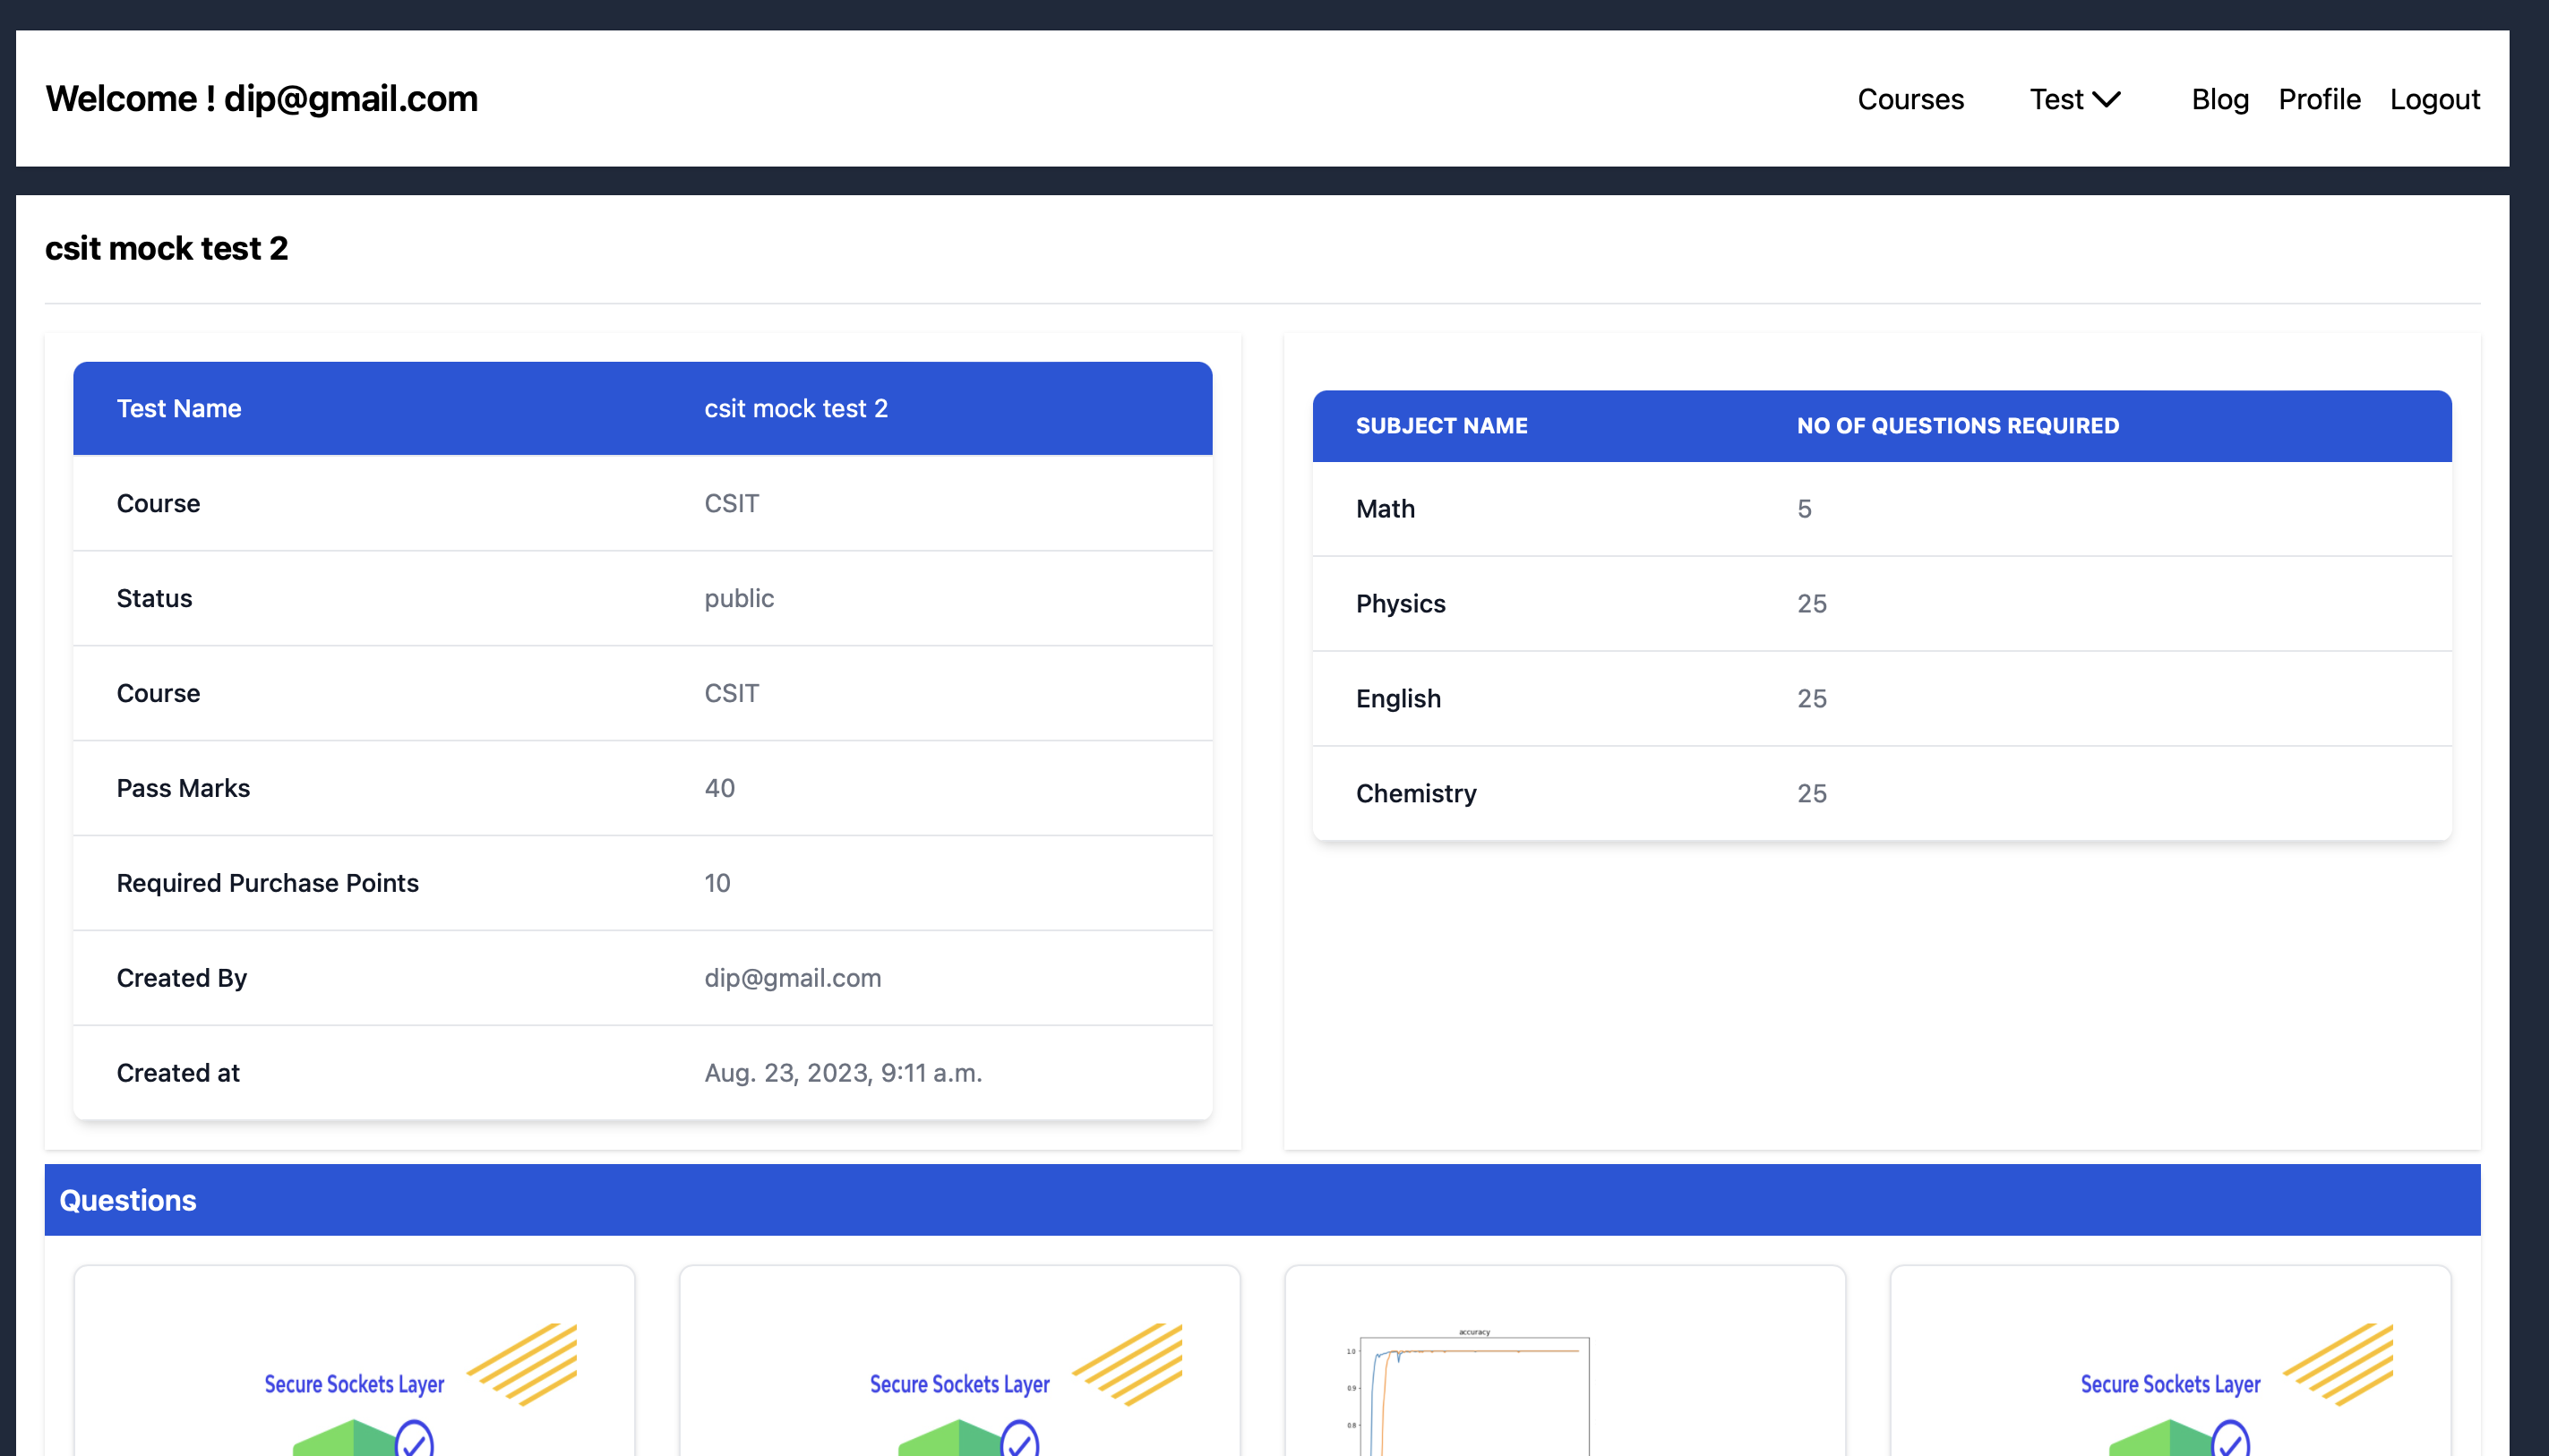 Welcome ! dip@gmail.com
Courses Test Blog Profile Logout
csit mock test 2
Test Name csit mock test 2
Course CSIT
Status public
Course CSIT
Pass Marks 40
Required Purchase Points 10
Created By dip@gmail.com
Created at Aug. 23, 2023, 9:11 a.m.
SUBJECT NAME NO OF QUESTIONS REQUIRED
Math 5
Physics 25
English 25
Chemistry 25
Questions
Secure Sockets Layer
Secure Sockets Layer
accuracy
1.0
0.9
0.8
Secure Sockets Layer